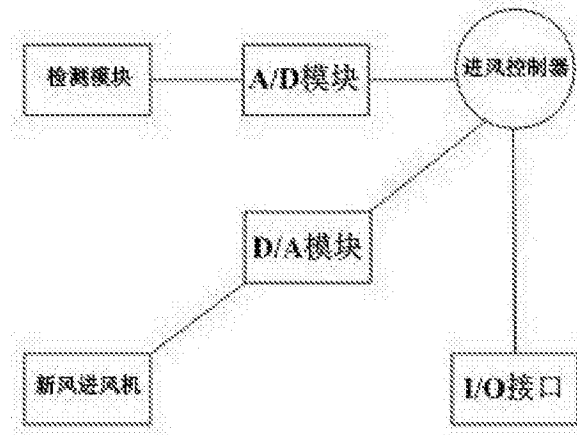 检测模块
A/D模块
进风控制器
D/A模块
新风进风机
I/O接口